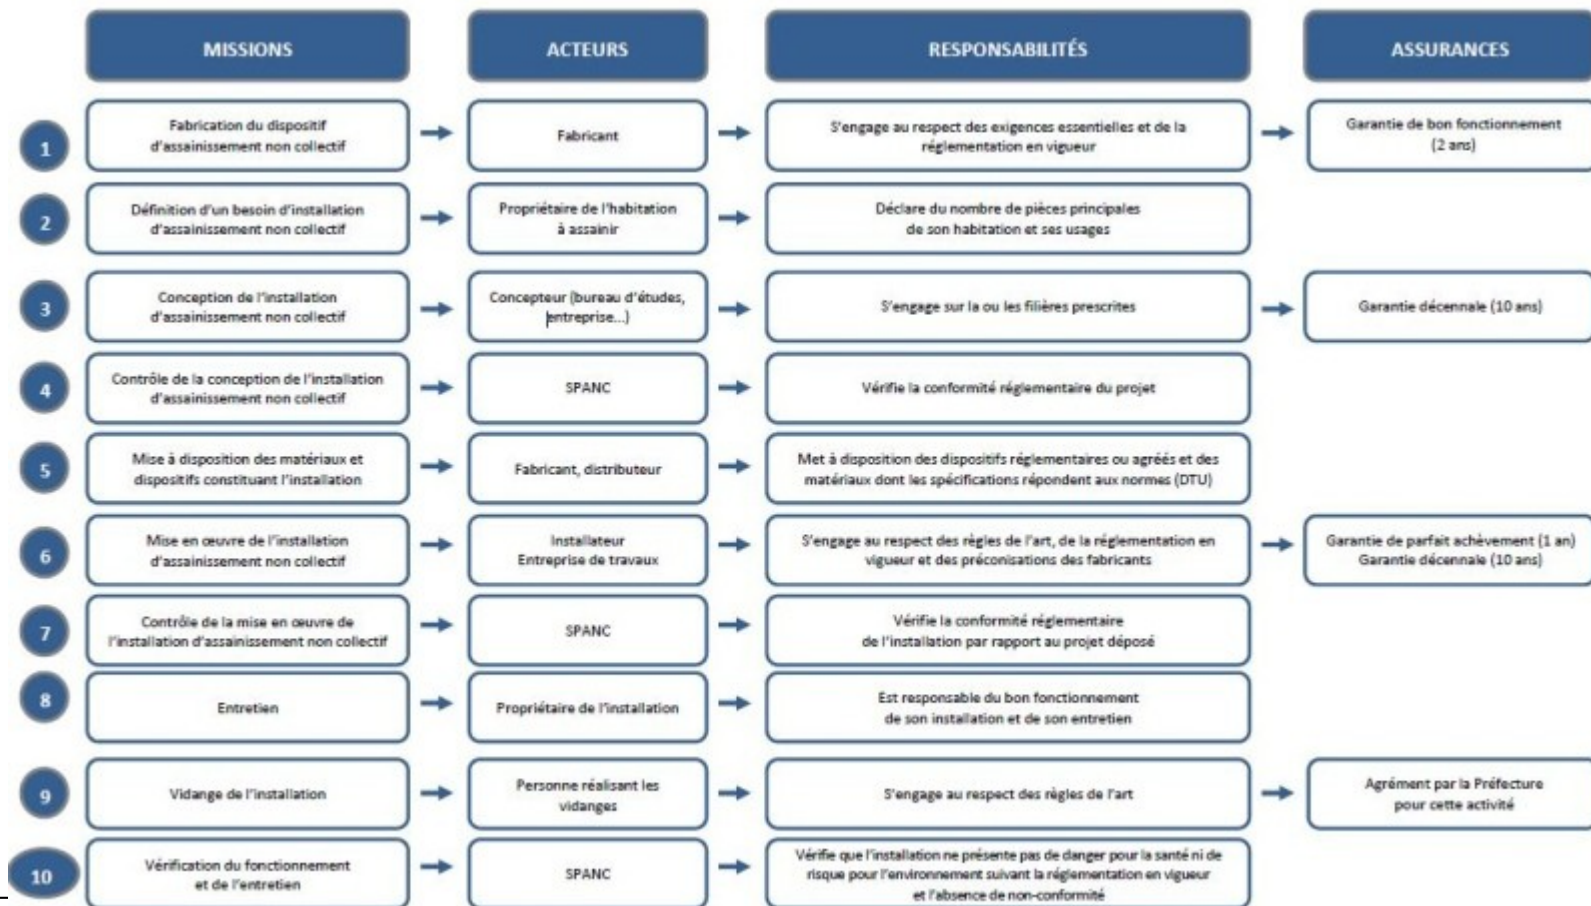 MISSIONS
ACTEURS
RESPONSABILITÉS
ASSURANCES
1
Fabrication du dispositif
d'assainissement non collectif
Fabricant
S'engage au respect des exigences essentielles et de la
réglementation en vigueur
Garantie de bon fonctionnement
(2 ans)
2
Définition d'un besoin d'installation
d'assainissement non collectif
Propriétaire de l'habitation
à assainir
Déclare du nombre de pièces principales
de son habitation et ses usages
3
Conception de l'installation
d'assainissement non collectif
Concepteur (bureau d'études,
entreprise...)
S'engage sur la ou les filières prescrites
Garantie décennale (10 ans)
4
Contrôle de la conception de l'installation
d'assainissement non collectif
SPANC
Vérifie la conformité réglementaire du projet
5
Mise à disposition des matériaux et
dispositifs constituant l'installation
Fabricant, distributeur
Met à disposition des dispositifs réglementaires ou agréés et des
matériaux dont les spécifications répondent aux normes (DTU)
6
Mise en œuvre de l'installation
d'assainissement non collectif
Installateur
Entreprise de travaux
S'engage au respect des règles de l'art, de la réglementation en
vigueur et des préconisations des fabricants
Garantie de parfait achèvement (1 an)
Garantie décennale (10 ans)
7
Contrôle de la mise en œuvre de
l'installation d'assainissement non collectif
SPANC
Vérifie la conformité réglementaire
de l'installation par rapport au projet déposé
8
Entretien
Propriétaire de l'installation
Est responsable du bon fonctionnement
de son installation et de son entretien
9
Vidange de l'installation
Personne réalisant les
vidanges
S'engage au respect des règles de l'art
Agrément par la Préfecture
pour cette activité
10
Vérification du fonctionnement
et de l'entretien
SPANC
Vérifie que l'installation ne présente pas de danger pour la santé ni de
risque pour l'environnement suivant la réglementation en vigueur
et l'absence de non-conformité